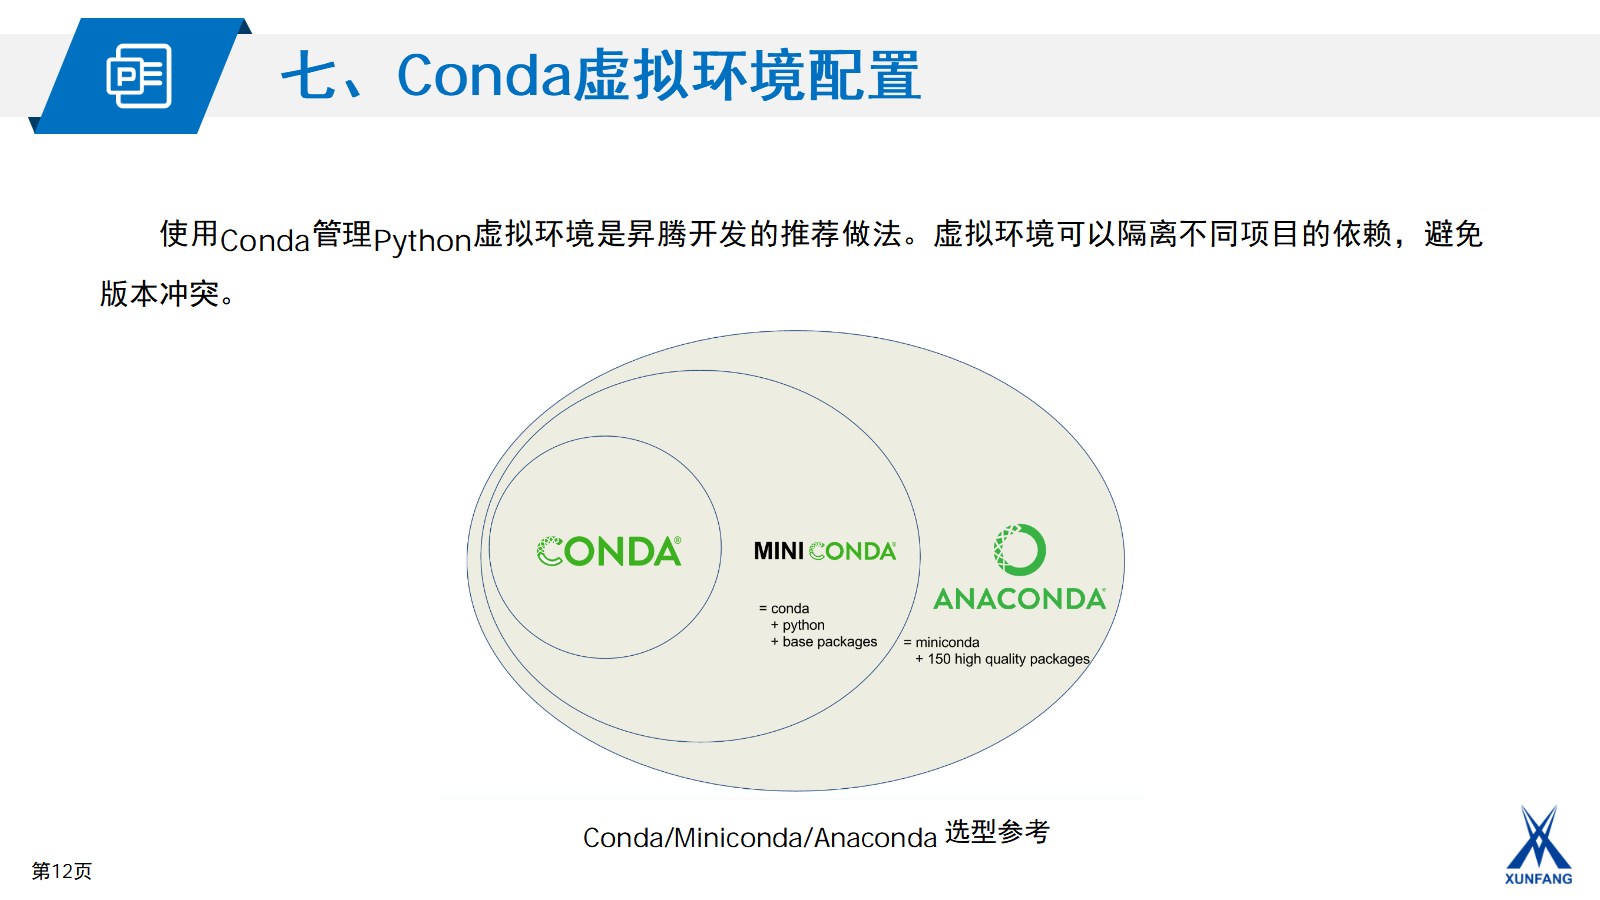 七、Conda虚拟环境配置
使用Conda管理Python虚拟环境是昇腾开发的推荐做法。虚拟环境可以隔离不同项目的依赖，避免
版本冲突。
CONDA®
MINICONDA®
= conda
+ python
+ base packages
ANACONDA®
= miniconda
+ 150 high quality packages
Conda/Miniconda/Anaconda 选型参考
第12页
XUNFANG